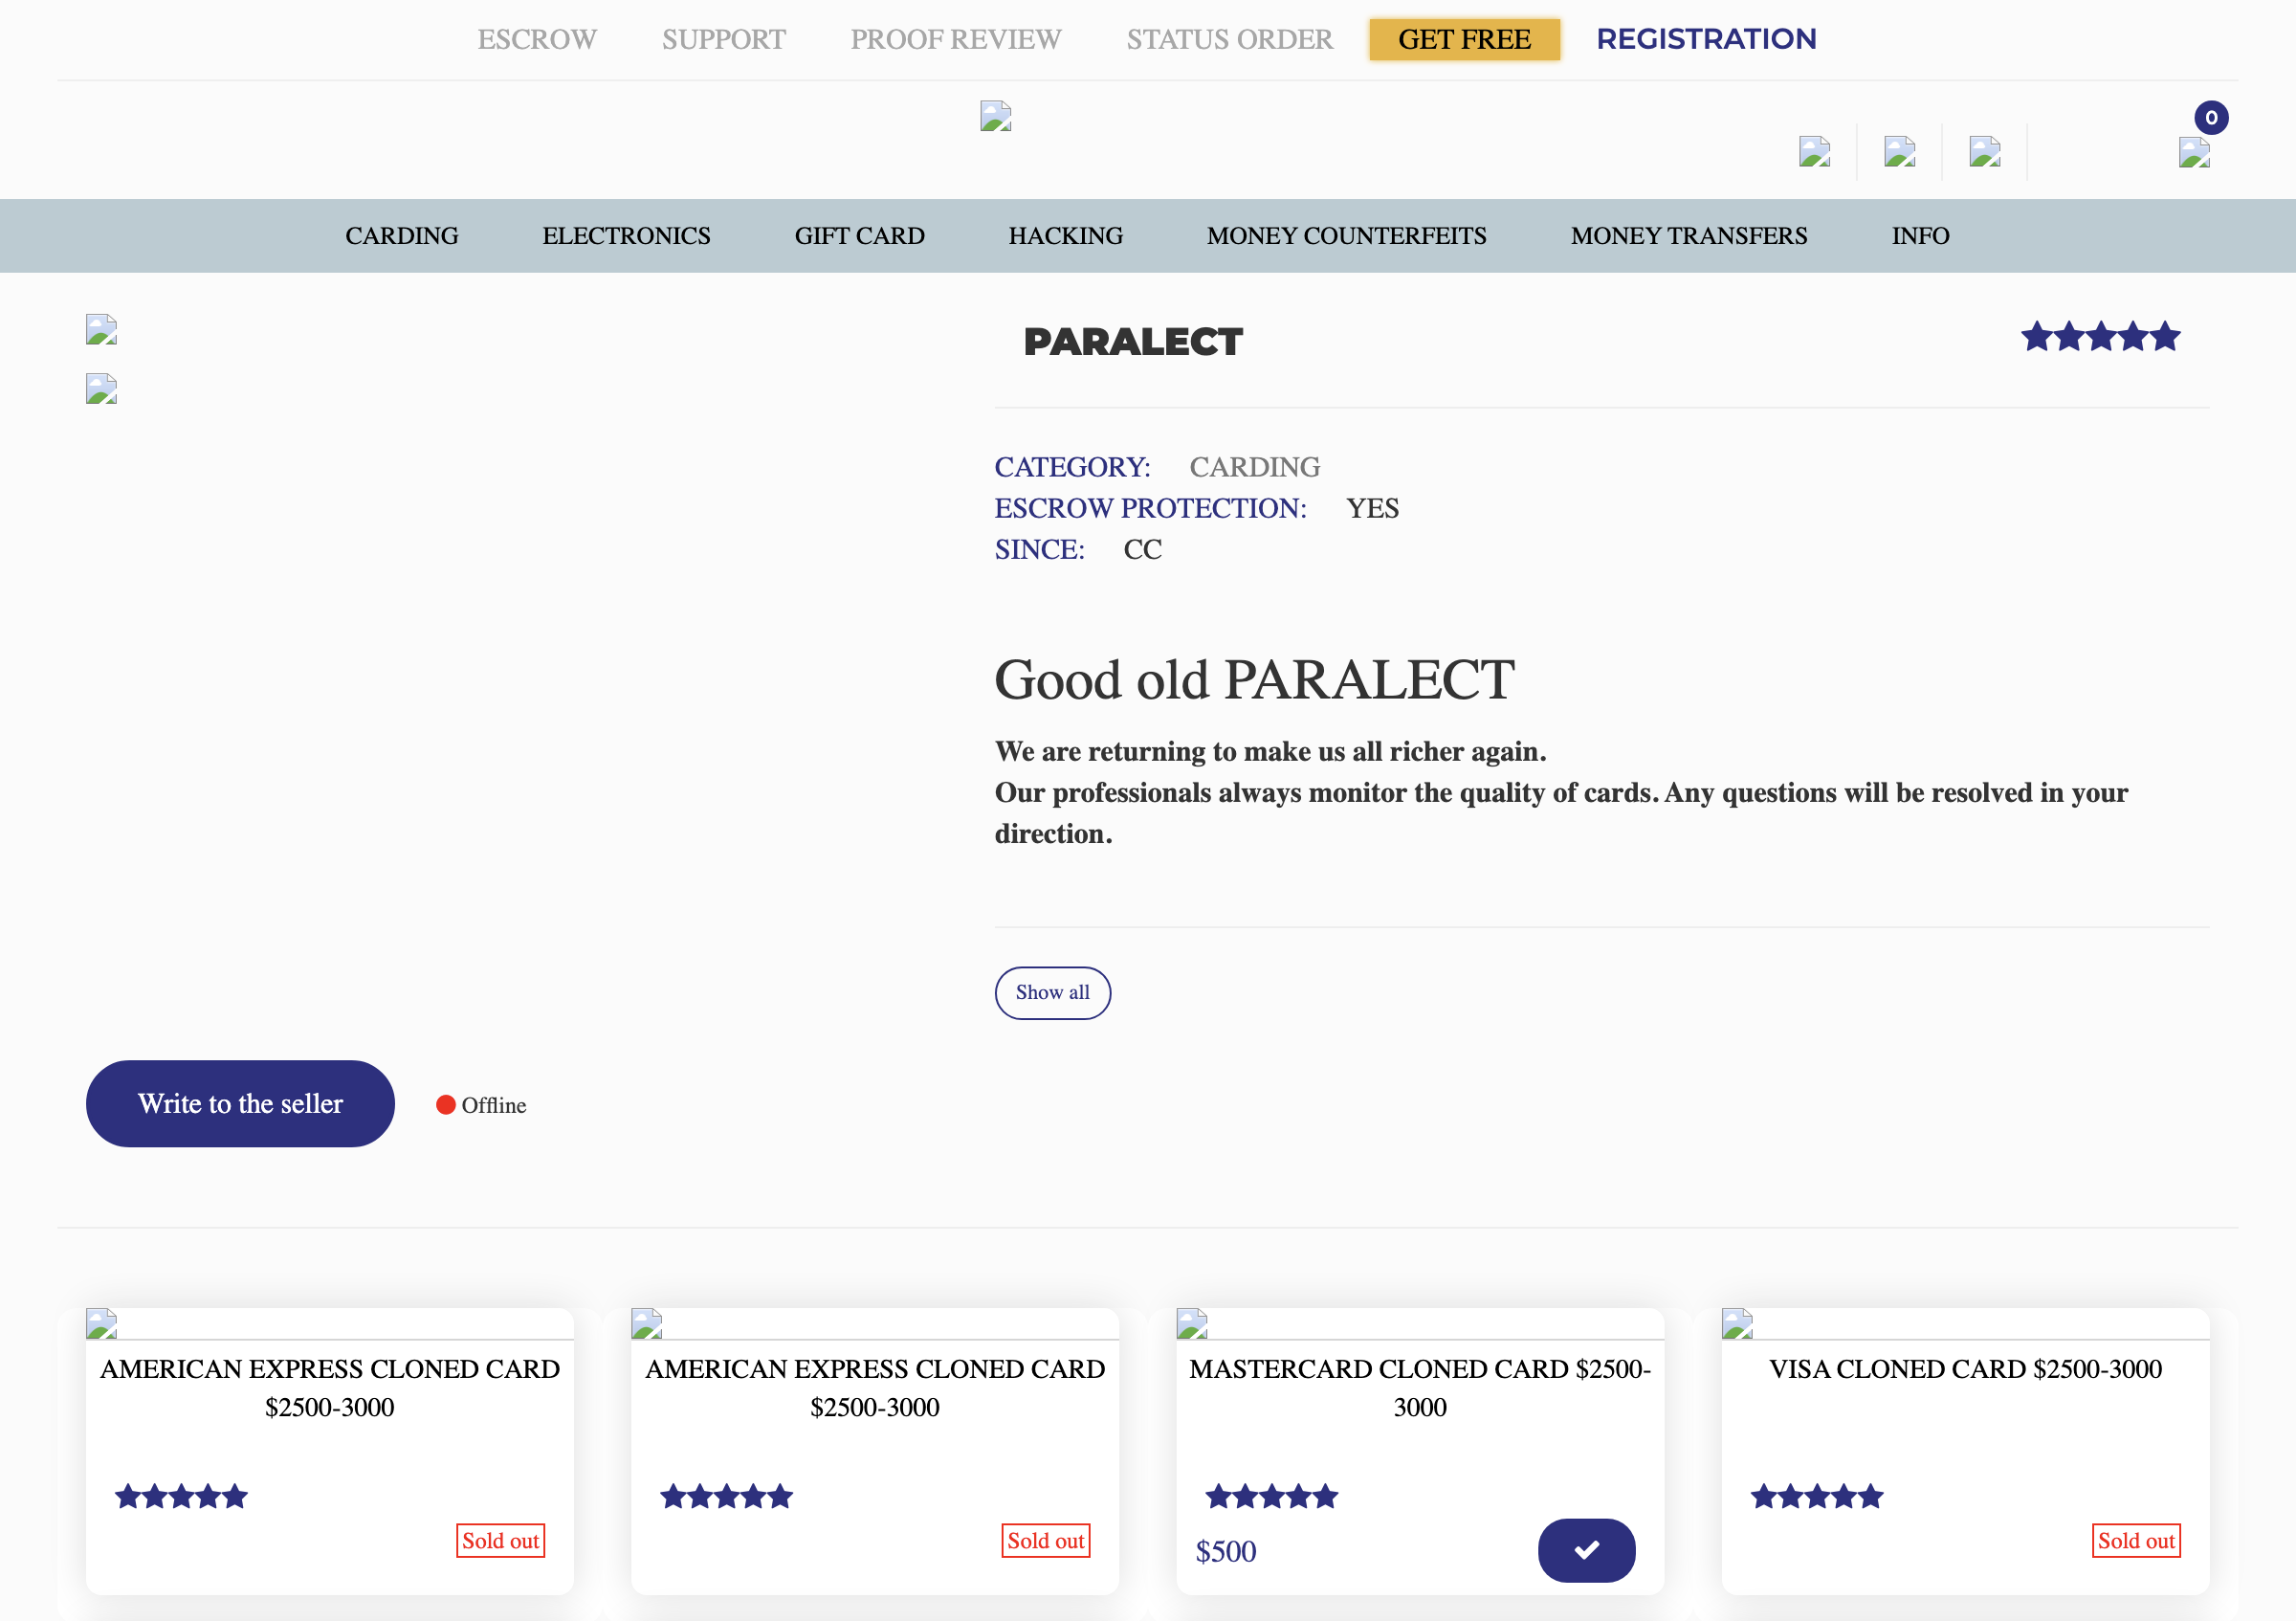 ESCROW SUPPORT PROOF REVIEW STATUS ORDER GET FREE REGISTRATION
0
CARDING ELECTRONICS GIFT CARD HACKING MONEY COUNTERFEITS MONEY TRANSFERS INFO
PARALECT
CATEGORY: CARDING
ESCROW PROTECTION: YES
SINCE: CC
Good old PARALECT
We are returning to make us all richer again.
Our professionals always monitor the quality of cards. Any questions will be resolved in your
direction.
Show all
Write to the seller Offline
AMERICAN EXPRESS CLONED CARD
$2500-3000
Sold out
AMERICAN EXPRESS CLONED CARD
$2500-3000
Sold out
MASTERCARD CLONED CARD $2500-
3000
$500
VISA CLONED CARD $2500-3000
Sold out